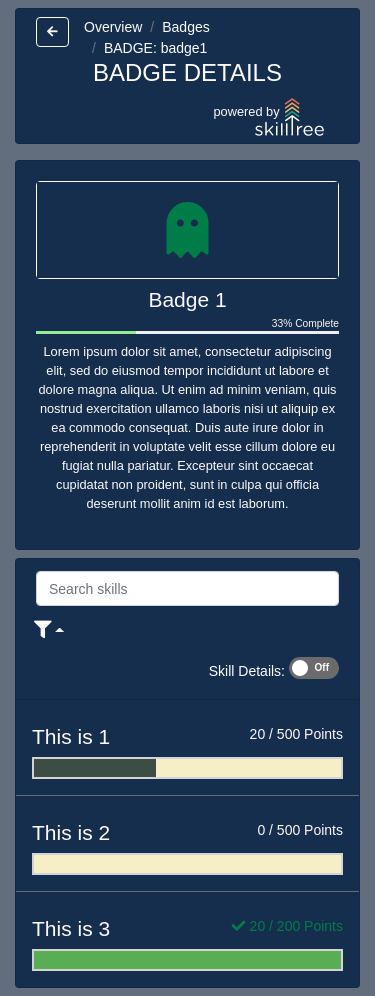 Overview / Badges
/ BADGE: badge1
BADGE DETAILS
powered by skilltree
Badge 1
33% Complete
Lorem ipsum dolor sit amet, consectetur adipiscing
elit, sed do eiusmod tempor incididunt ut labore et
dolore magna aliqua. Ut enim ad minim veniam, quis
nostrud exercitation ullamco laboris nisi ut aliquip ex
ea commodo consequat. Duis aute irure dolor in
reprehenderit in voluptate velit esse cillum dolore eu
fugiat nulla pariatur. Excepteur sint occaecat
cupidatat non proident, sunt in culpa qui officia
deserunt mollit anim id est laborum.
Search skills
Skill Details: Off
This is 1 20 / 500 Points
This is 2 0 / 500 Points
This is 3 20 / 200 Points